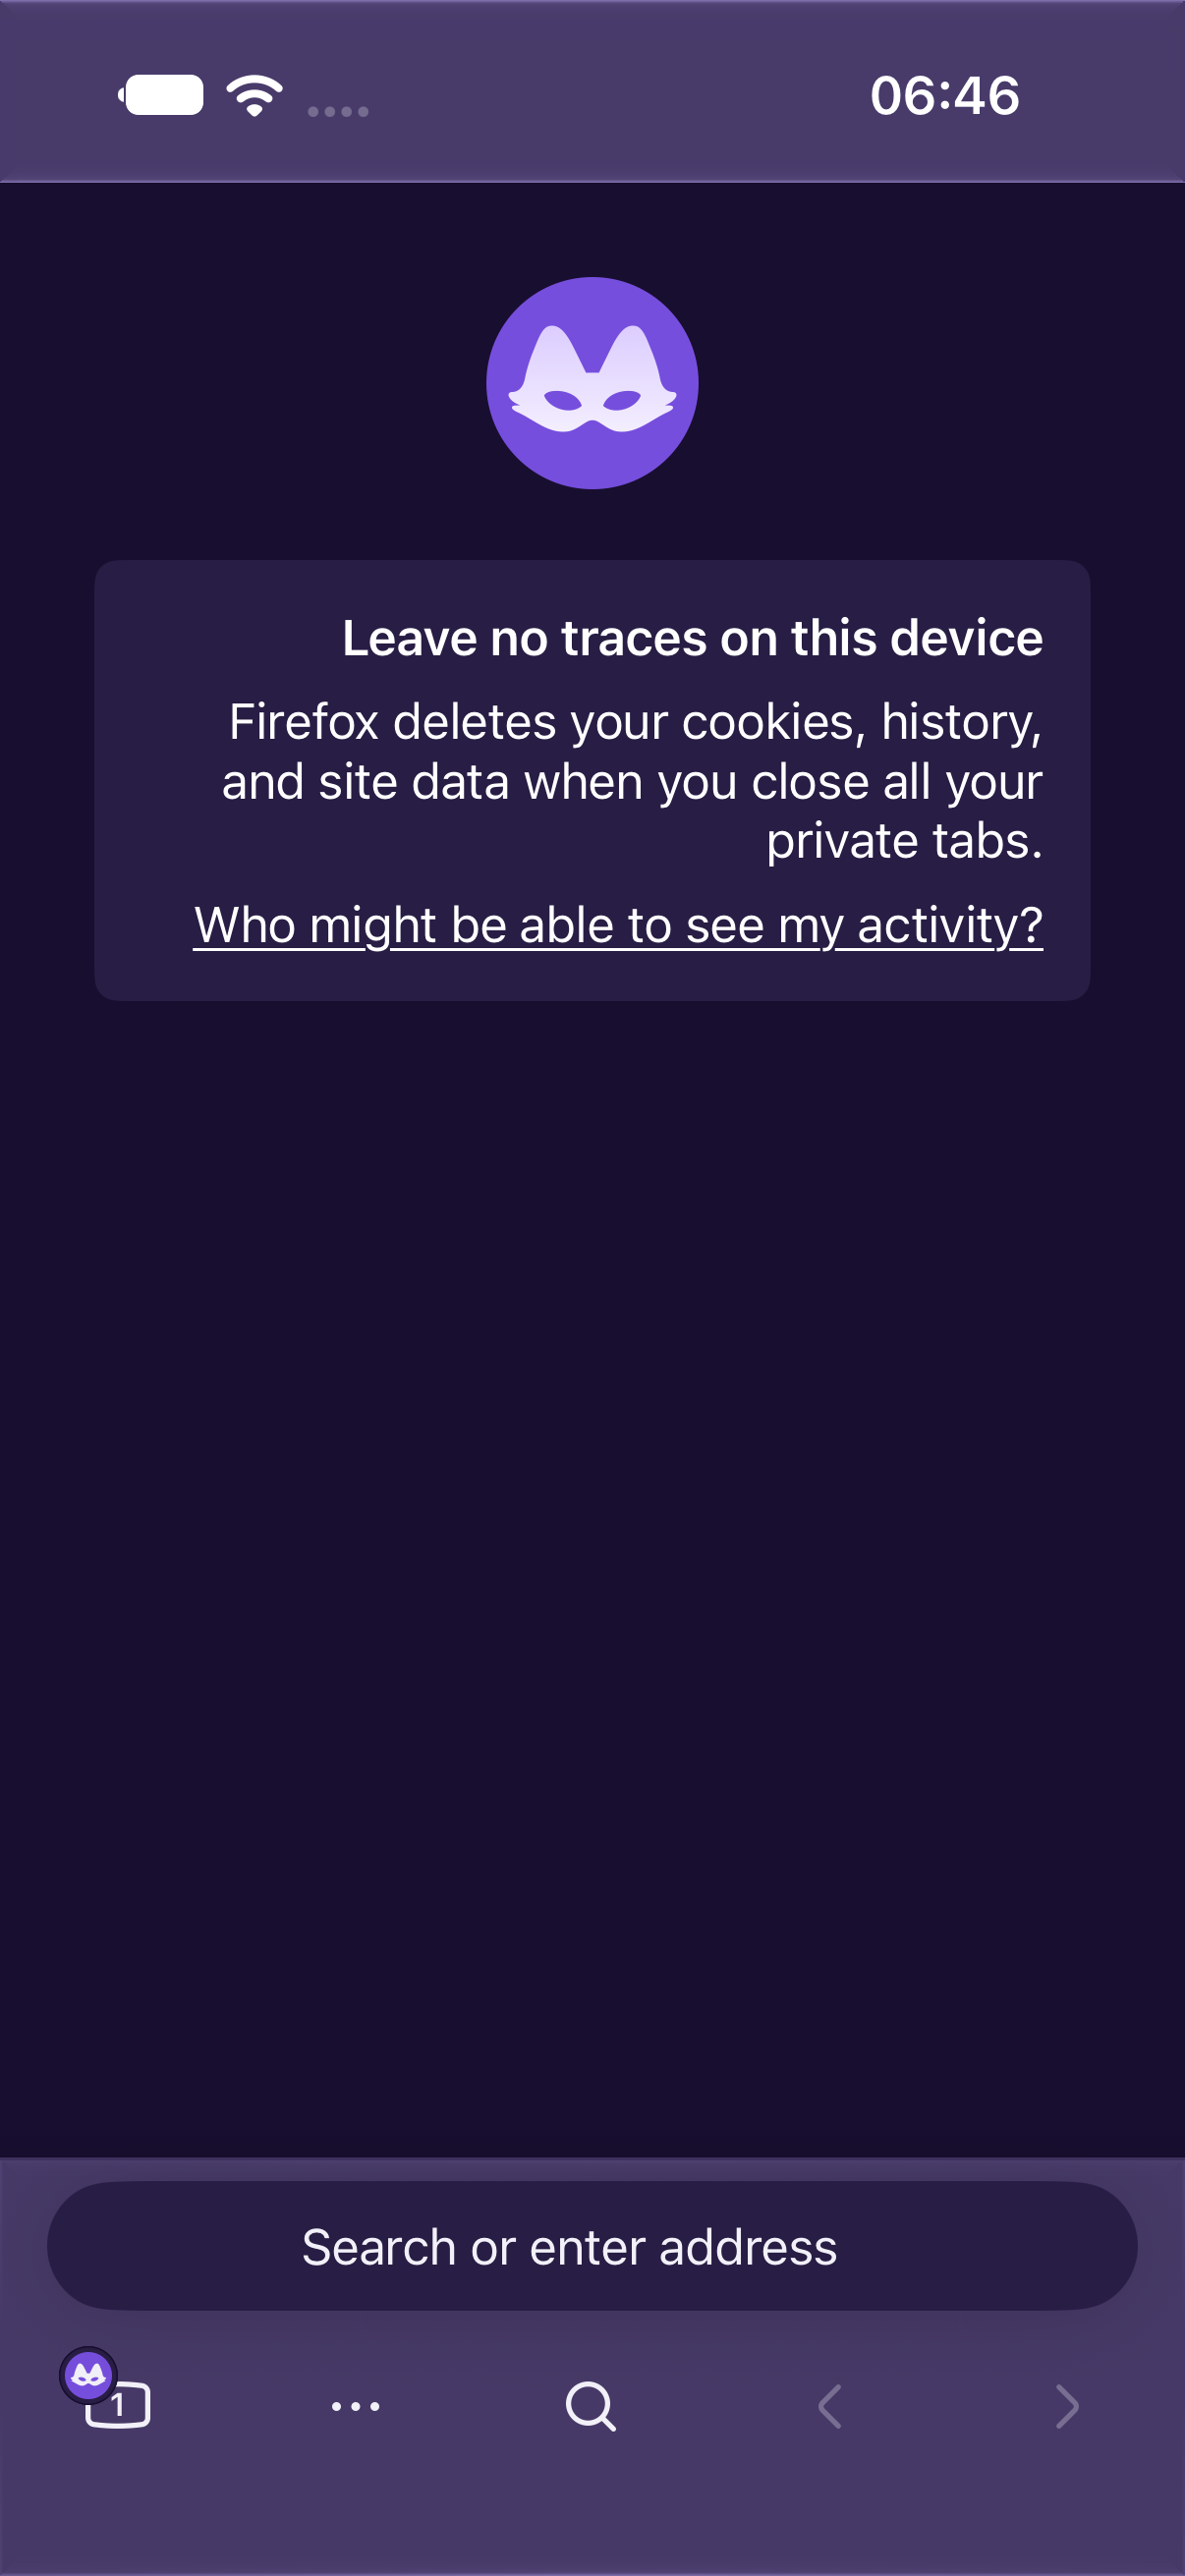 06:46
Leave no traces on this device
Firefox deletes your cookies, history,
and site data when you close all your
private tabs.
Who might be able to see my activity?
Search or enter address
1